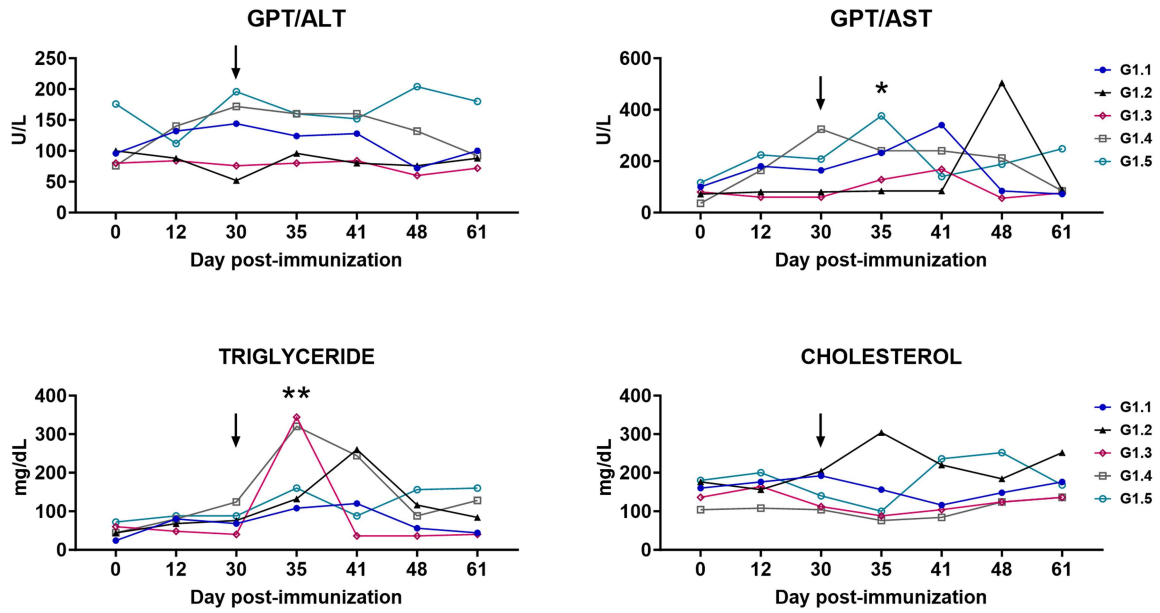 GPT/ALT
250
200
150
100
50
0
U/L
0 12 30 35 41 48 61
Day post-immunization
GPT/AST
*
600
400
200
0
U/L
0 12 30 35 41 48 61
Day post-immunization
G1.1
G1.2
G1.3
G1.4
G1.5
TRIGLYCERIDE
**
400
300
200
100
0
mg/dL
0 12 30 35 41 48 61
Day post-immunization
CHOLESTEROL
400
300
200
100
0
mg/dL
0 12 30 35 41 48 61
Day post-immunization
G1.1
G1.2
G1.3
G1.4
G1.5